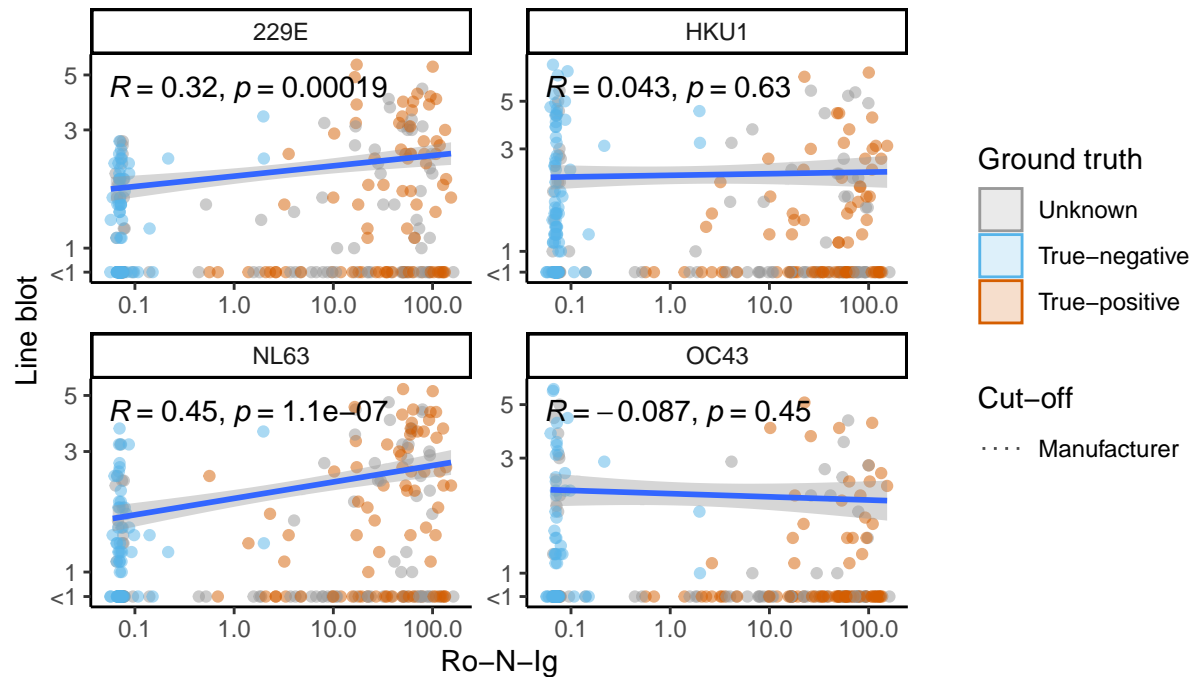 229E
HKU1
R = 0.32, p = 0.00019
R = 0.043, p = 0.63
5
3
1
<1
5
3
1
<1
0.1 1.0 10.0 100.0
0.1 1.0 10.0 100.0
NL63
OC43
R = 0.45, p = 1.1e−07
R = −0.087, p = 0.45
5
3
1
<1
5
3
1
<1
0.1 1.0 10.0 100.0
0.1 1.0 10.0 100.0
Line blot
Ro−N−Ig
Ground truth
Unknown
True−negative
True−positive
Cut−off
Manufacturer